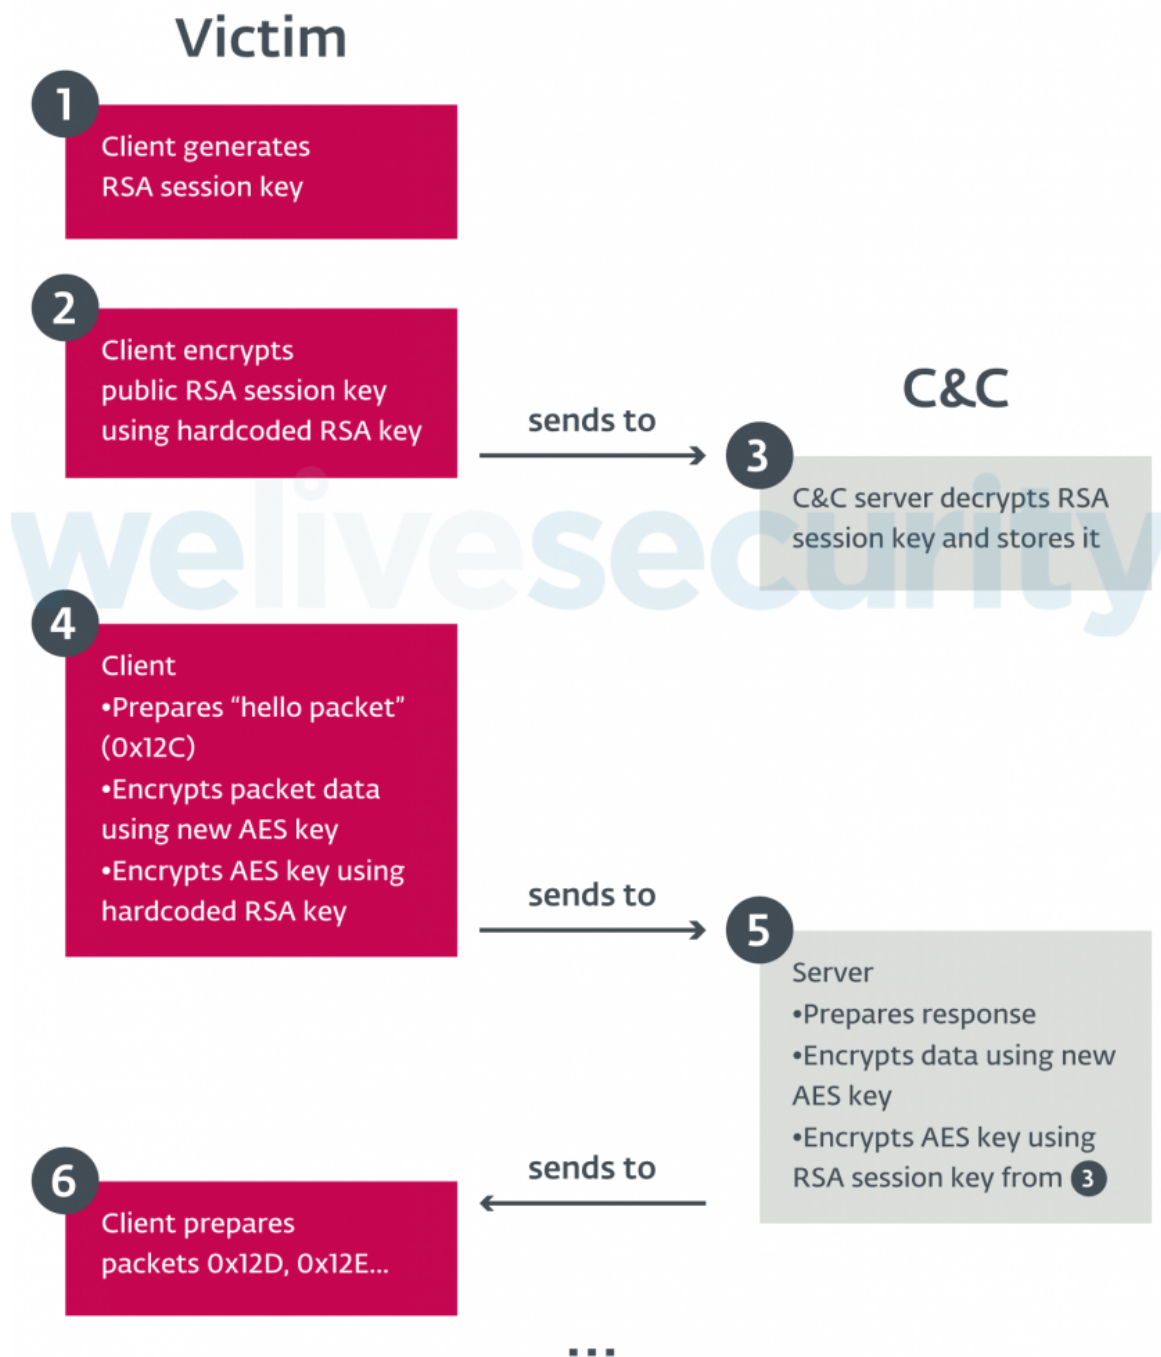 Victim
1
Client generates
RSA session key
2
Client encrypts
public RSA session key
using hardcoded RSA key
sends to
C&C
3
C&C server decrypts RSA
session key and stores it
welivesecurity
4
Client
•Prepares “hello packet”
(0x12C)
•Encrypts packet data
using new AES key
•Encrypts AES key using
hardcoded RSA key
sends to
5
Server
•Prepares response
•Encrypts data using new
AES key
•Encrypts AES key using
RSA session key from 3
sends to
6
Client prepares
packets 0x12D, 0x12E...
...